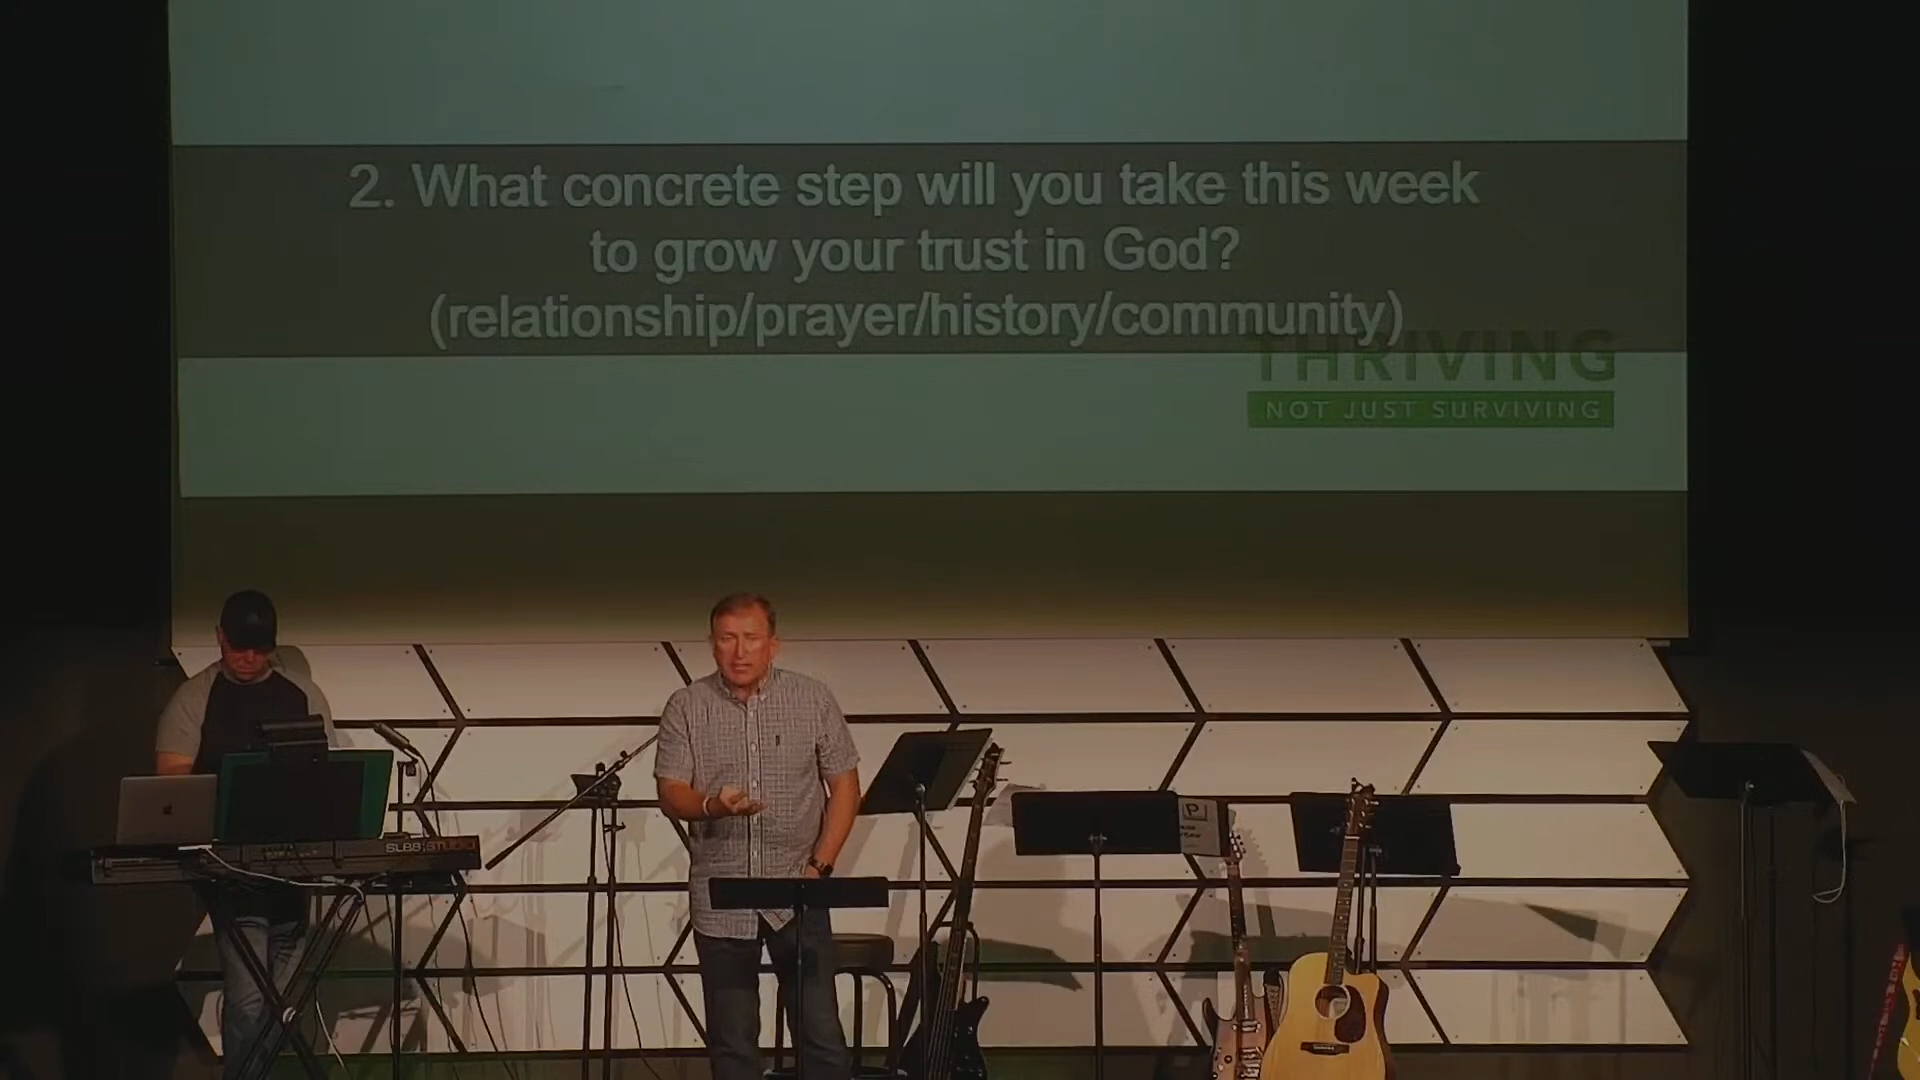 2. What concrete step will you take this week
to grow your trust in God?
(relationship/prayer/history/community)
THRIVING
NOT JUST SURVIVING
SL88 STUDIO
P